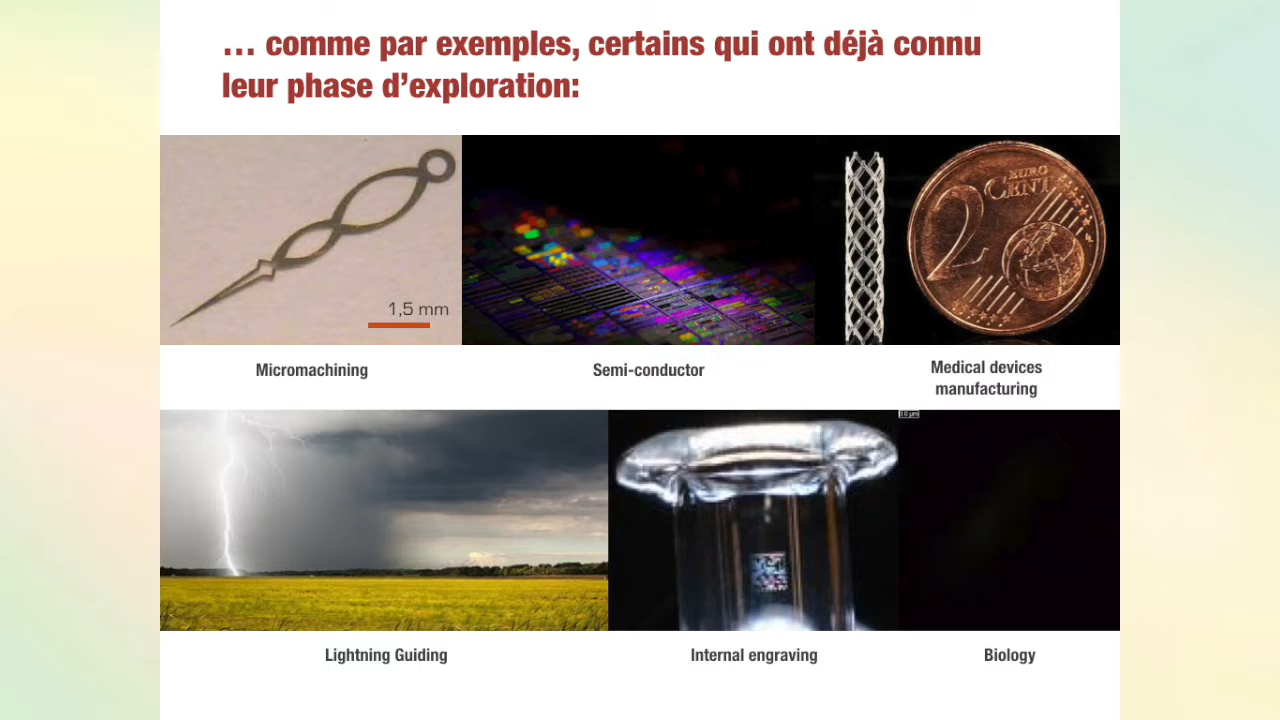 … comme par exemples, certains qui ont déjà connu
leur phase d’exploration:
1,5 mm
2
EURO
CENT
Micromachining
Semi-conductor
Medical devices
manufacturing
Lightning Guiding
Internal engraving
Biology